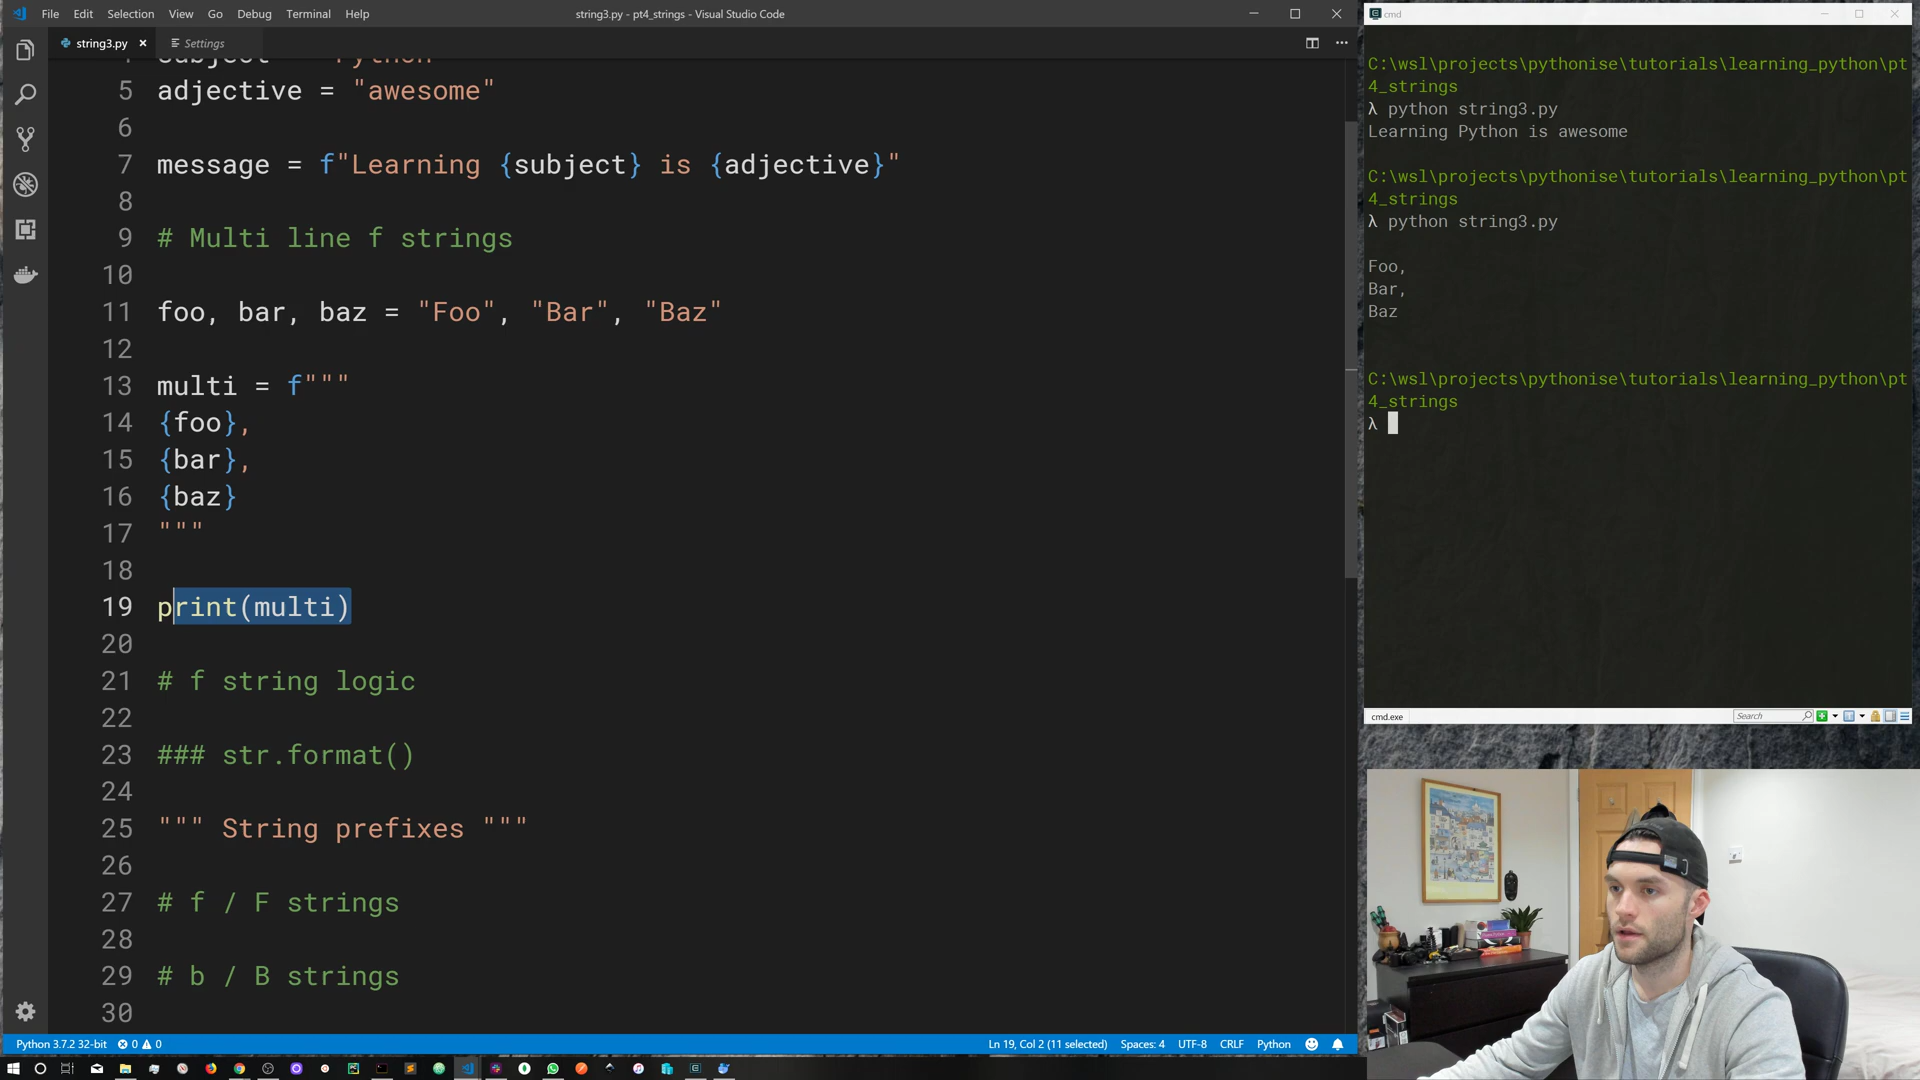 File Edit Selection View Go Debug Terminal Help
string3.py - pt4_strings - Visual Studio Code
string3.py
Settings
5 adjective = "awesome"
6
7 message = f"Learning {subject} is {adjective}"
8
9 # Multi line f strings
10
11 foo, bar, baz = "Foo", "Bar", "Baz"
12
13 multi = f"""
14 {foo},
15 {bar},
16 {baz}
17 """
18
19 print(multi)
20
21 # f string logic
22
23 ### str.format()
24
25 """ String prefixes """
26
27 # f / F strings
28
29 # b / B strings
30
Python 3.7.2 32-bit 0 0
Ln 19, Col 2 (11 selected) Spaces: 4 UTF-8 CRLF Python
cmd
C:\wsl\projects\pythonise\tutorials\learning_python\pt
4_strings
λ python string3.py
Learning Python is awesome
C:\wsl\projects\pythonise\tutorials\learning_python\pt
4_strings
λ python string3.py
Foo,
Bar,
Baz
C:\wsl\projects\pythonise\tutorials\learning_python\pt
4_strings
λ
cmd.exe
Search